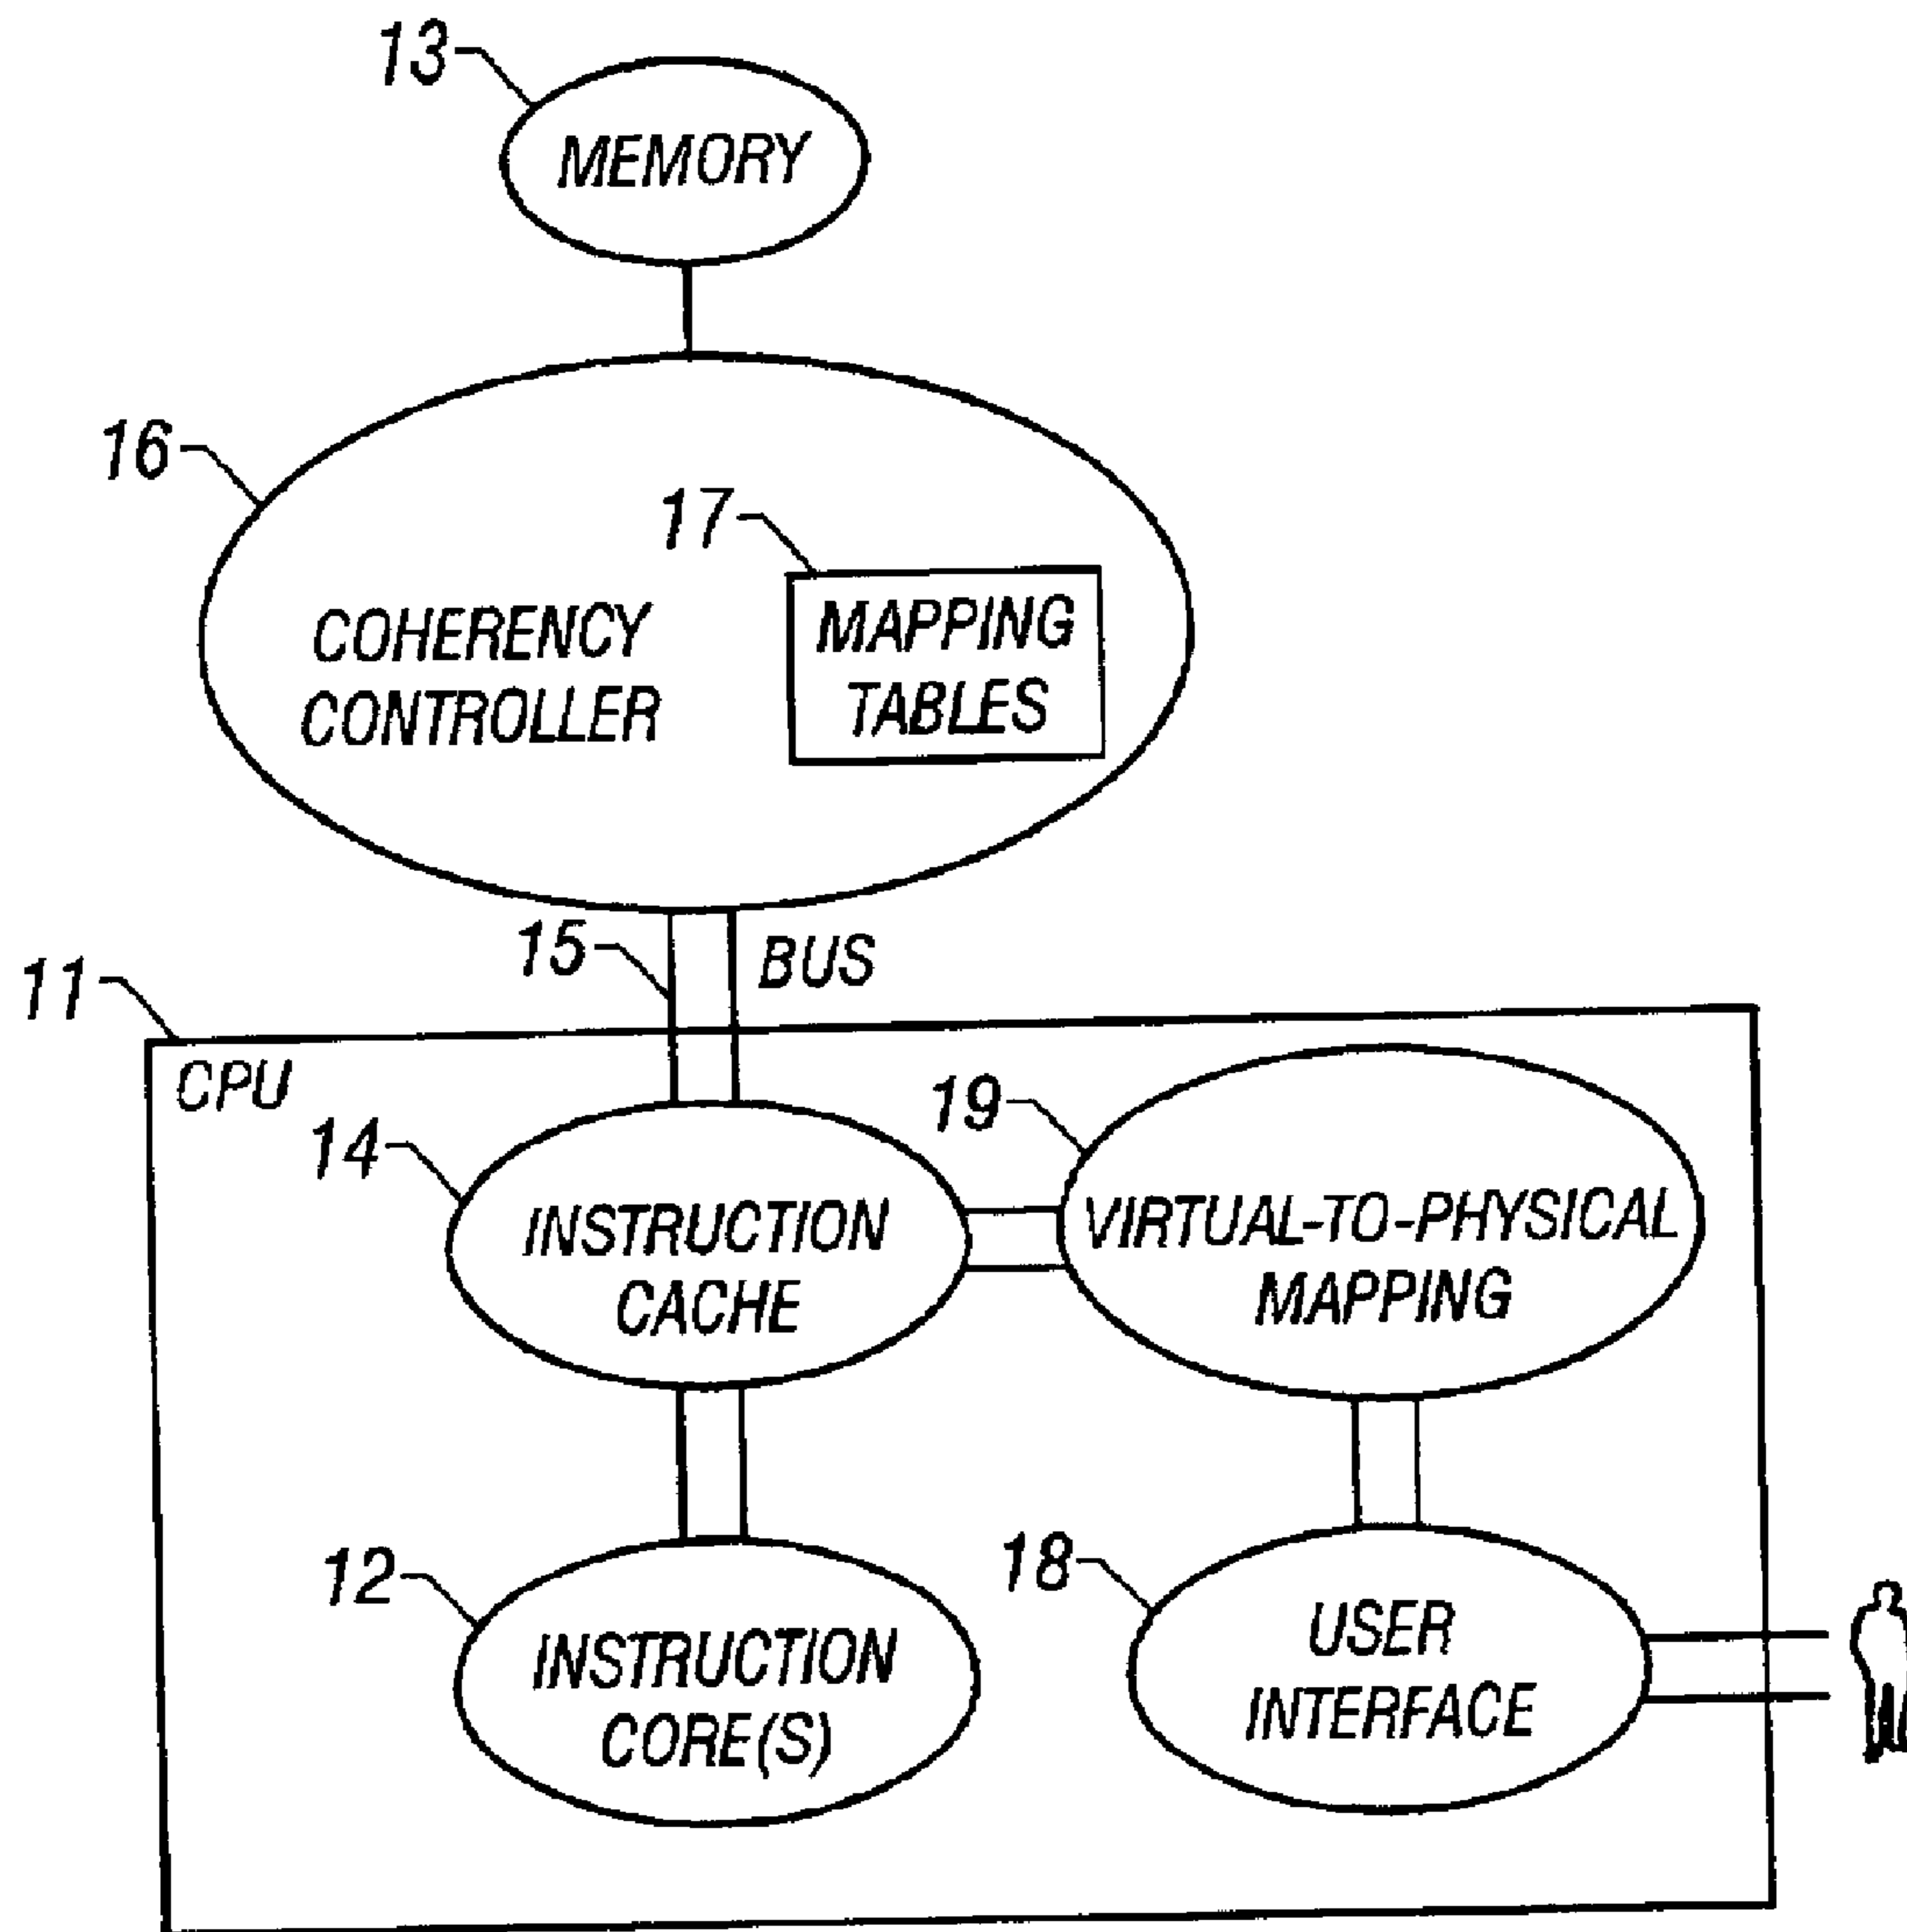 13
MEMORY
16
17
COHERENCY
CONTROLLER
MAPPING
TABLES
15
BUS
11
CPU
14
19
INSTRUCTION
CACHE
VIRTUAL-TO-PHYSICAL
MAPPING
12
18
INSTRUCTION
CORE(S)
USER
INTERFACE